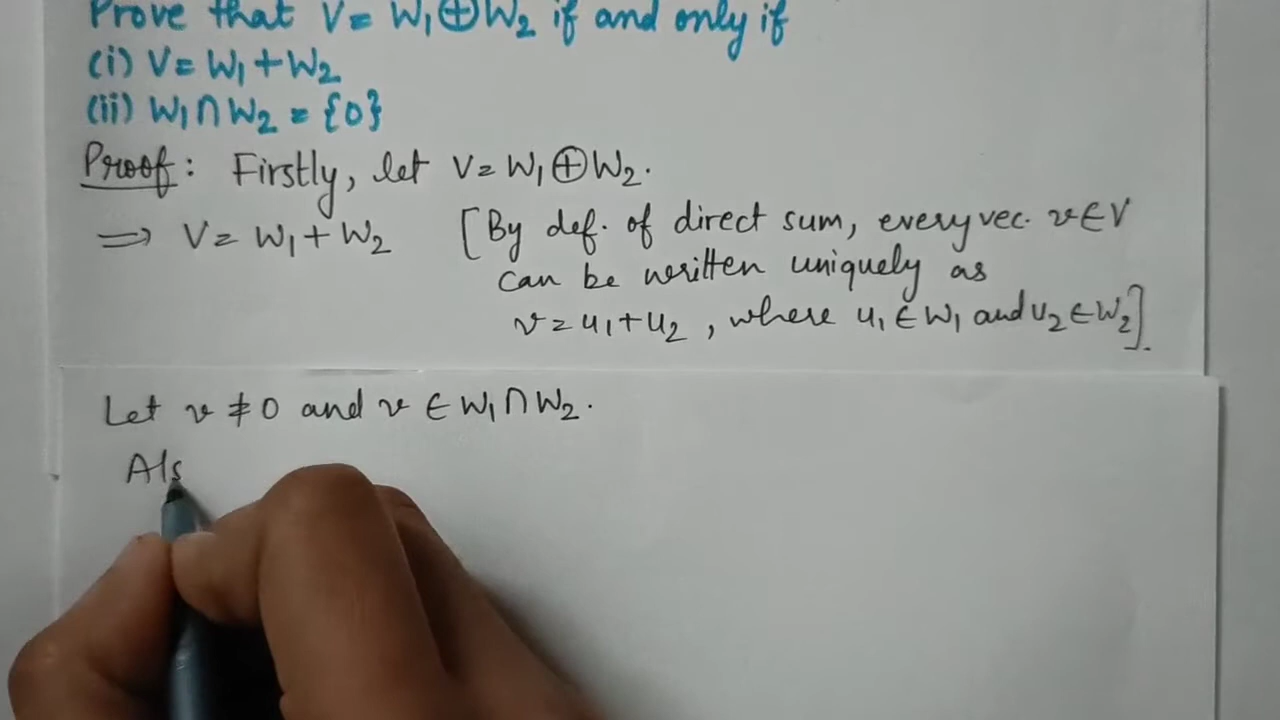 Prove that V = W₁⊕W₂ if and only if
(i) V = W₁ + W₂
(ii) W₁ ∩ W₂ = {0}
Proof : Firstly, let V = W₁⊕W₂.
⟹ V = W₁ + W₂ [By def. of direct sum, every vec. v ∈ V
can be written uniquely as
v = u₁ + u₂ , where u₁ ∈ W₁ and u₂ ∈ W₂].
Let v ≠ 0 and v ∈ W₁ ∩ W₂.
Als